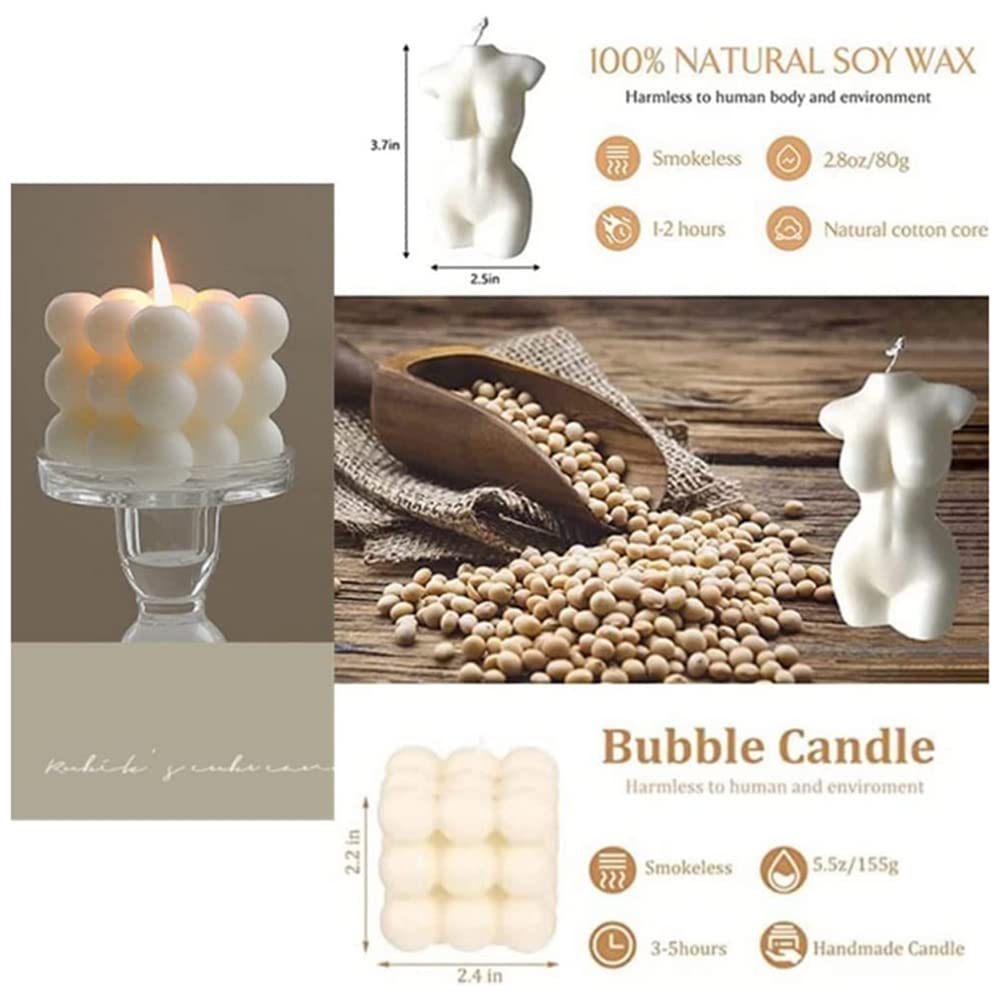 100% NATURAL SOY WAX
Harmless to human body and environment
3.7in
Smokeless
2.8oz/80g
1-2 hours
Natural cotton core
2.5in
Bubble Candle
Harmless to human and enviroment
2.2 in
Smokeless
5.5z/155g
3-5hours
Handmade Candle
2.4 in